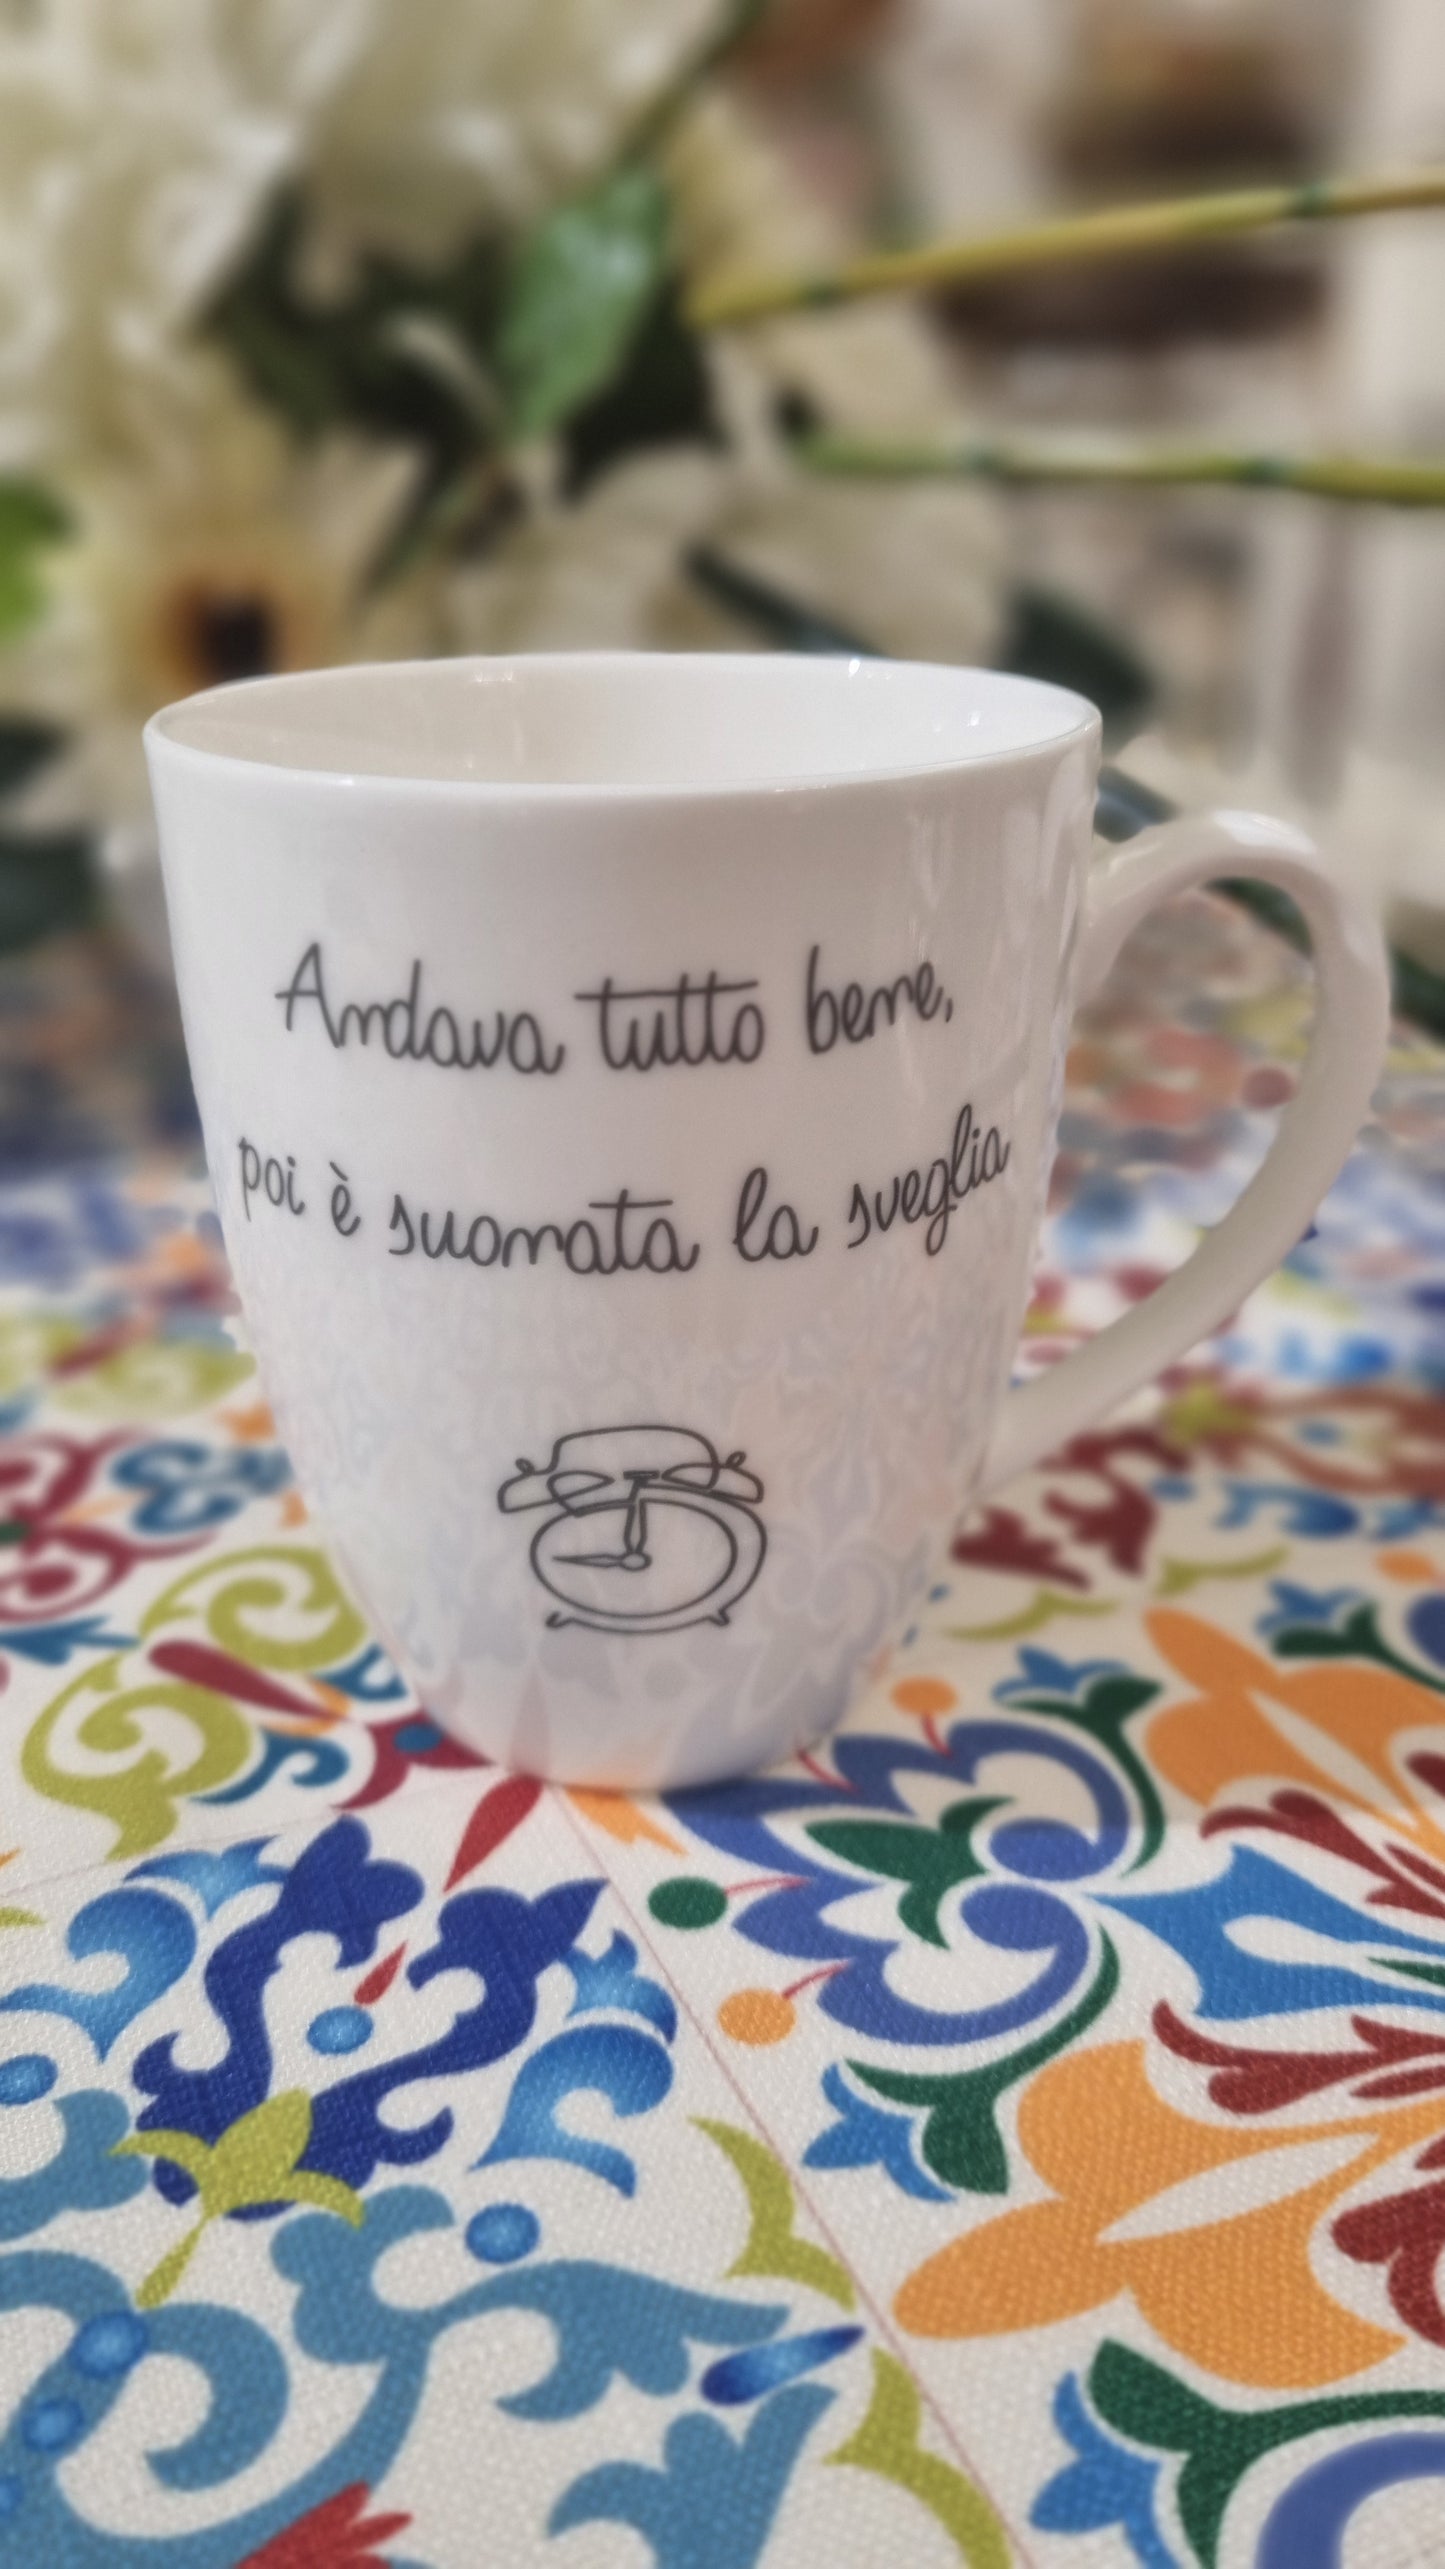 Andava tutto bene,
poi è suonata la sveglia